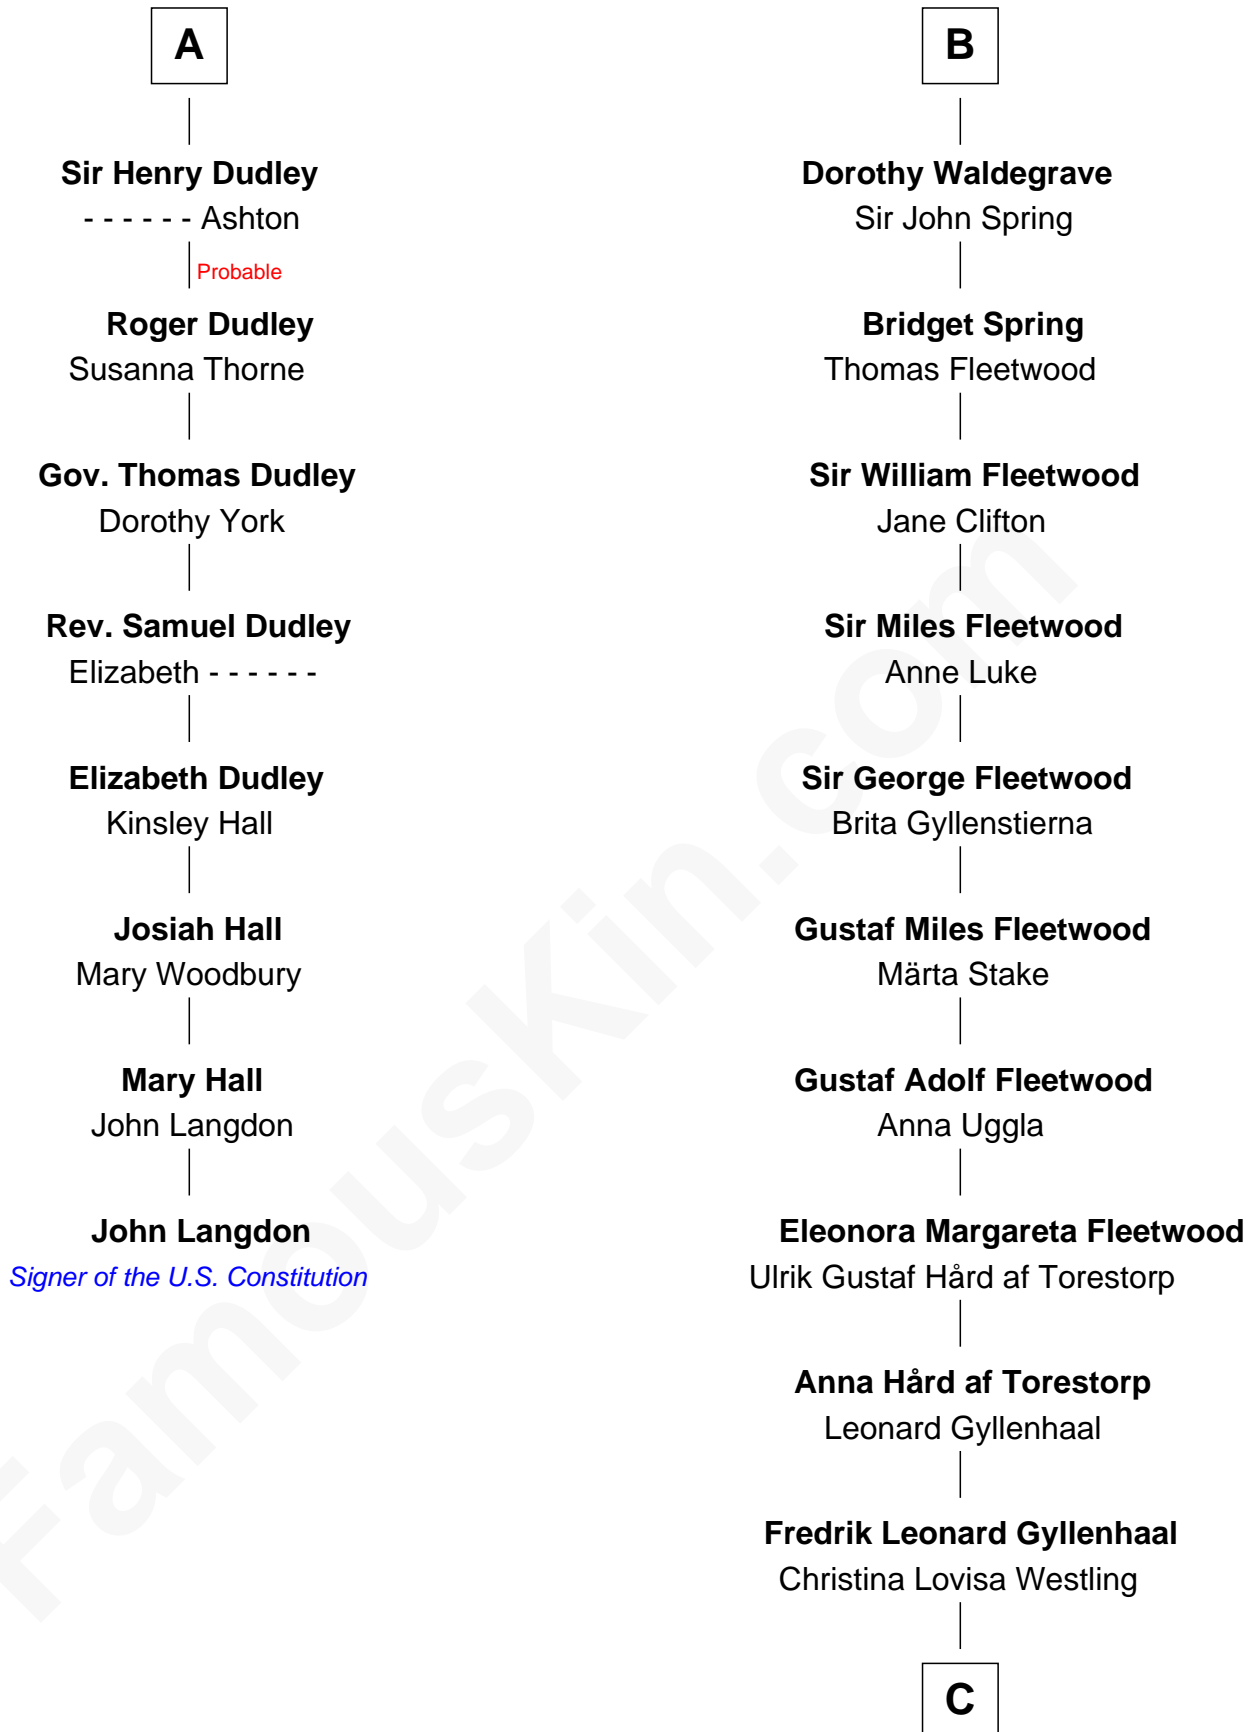 A
Sir Henry Dudley
- - - - - - Ashton
Probable
Roger Dudley
Susanna Thorne
Gov. Thomas Dudley
Dorothy York
Rev. Samuel Dudley
Elizabeth - - - - - -
Elizabeth Dudley
Kinsley Hall
Josiah Hall
Mary Woodbury
Mary Hall
John Langdon
John Langdon
Signer of the U.S. Constitution
B
Dorothy Waldegrave
Sir John Spring
Bridget Spring
Thomas Fleetwood
Sir William Fleetwood
Jane Clifton
Sir Miles Fleetwood
Anne Luke
Sir George Fleetwood
Brita Gyllenstierna
Gustaf Miles Fleetwood
Märta Stake
Gustaf Adolf Fleetwood
Anna Uggla
Eleonora Margareta Fleetwood
Ulrik Gustaf Hård af Torestorp
Anna Hård af Torestorp
Leonard Gyllenhaal
Fredrik Leonard Gyllenhaal
Christina Lovisa Westling
C
FamousKin.com